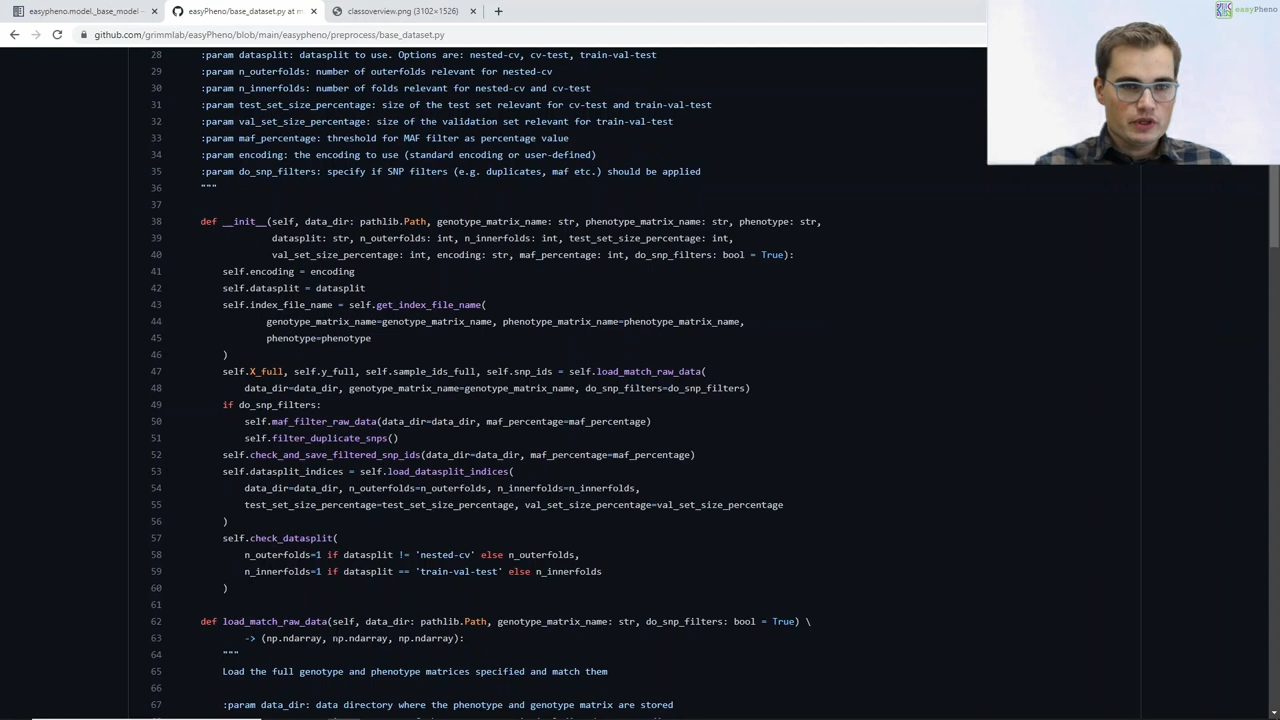 easypheno.model._base_model -
easyPheno/base_dataset.py at m
classoverview.png (3102×1526)
easyPheno
github.com/grimmlab/easyPheno/blob/main/easypheno/preprocess/base_dataset.py
28 :param datasplit: datasplit to use. Options are: nested-cv, cv-test, train-val-test
29 :param n_outerfolds: number of outerfolds relevant for nested-cv
30 :param n_innerfolds: number of folds relevant for nested-cv and cv-test
31 :param test_set_size_percentage: size of the test set relevant for cv-test and train-val-test
32 :param val_set_size_percentage: size of the validation set relevant for train-val-test
33 :param maf_percentage: threshold for MAF filter as percentage value
34 :param encoding: the encoding to use (standard encoding or user-defined)
35 :param do_snp_filters: specify if SNP filters (e.g. duplicates, maf etc.) should be applied
36 """
37
38 def __init__(self, data_dir: pathlib.Path, genotype_matrix_name: str, phenotype_matrix_name: str, phenotype: str,
39 datasplit: str, n_outerfolds: int, n_innerfolds: int, test_set_size_percentage: int,
40 val_set_size_percentage: int, encoding: str, maf_percentage: int, do_snp_filters: bool = True):
41 self.encoding = encoding
42 self.datasplit = datasplit
43 self.index_file_name = self.get_index_file_name(
44 genotype_matrix_name=genotype_matrix_name, phenotype_matrix_name=phenotype_matrix_name,
45 phenotype=phenotype
46 )
47 self.X_full, self.y_full, self.sample_ids_full, self.snp_ids = self.load_match_raw_data(
48 data_dir=data_dir, genotype_matrix_name=genotype_matrix_name, do_snp_filters=do_snp_filters)
49 if do_snp_filters:
50 self.maf_filter_raw_data(data_dir=data_dir, maf_percentage=maf_percentage)
51 self.filter_duplicate_snps()
52 self.check_and_save_filtered_snp_ids(data_dir=data_dir, maf_percentage=maf_percentage)
53 self.datasplit_indices = self.load_datasplit_indices(
54 data_dir=data_dir, n_outerfolds=n_outerfolds, n_innerfolds=n_innerfolds,
55 test_set_size_percentage=test_set_size_percentage, val_set_size_percentage=val_set_size_percentage
56 )
57 self.check_datasplit(
58 n_outerfolds=1 if datasplit != 'nested-cv' else n_outerfolds,
59 n_innerfolds=1 if datasplit == 'train-val-test' else n_innerfolds
60 )
61
62 def load_match_raw_data(self, data_dir: pathlib.Path, genotype_matrix_name: str, do_snp_filters: bool = True) \
63 -> (np.ndarray, np.ndarray, np.ndarray):
64 """
65 Load the full genotype and phenotype matrices specified and match them
66
67 :param data_dir: data directory where the phenotype and genotype matrix are stored